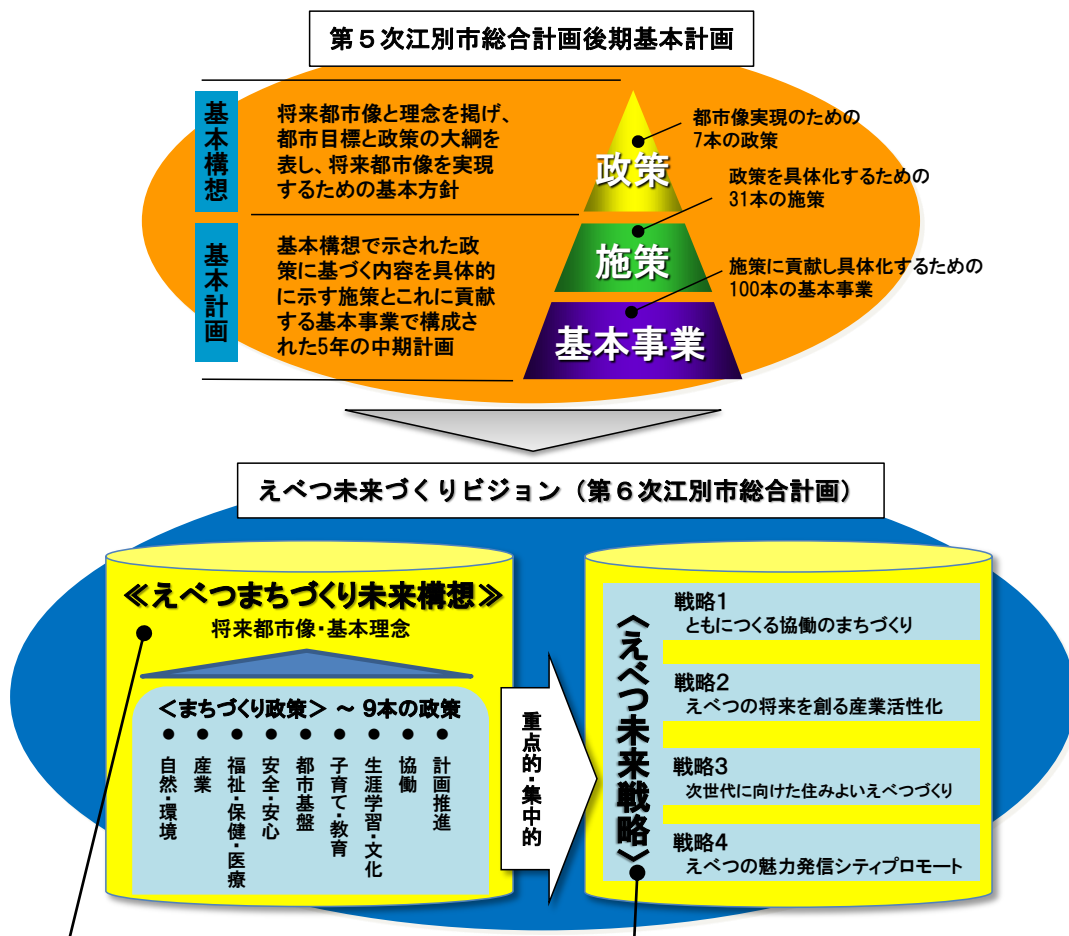 第5次江別市総合計画後期基本計画
基本構想
将来都市像と理念を掲げ、
都市目標と政策の大綱を
表し、将来都市像を実現
するための基本方針
政策
都市像実現のための
7本の政策
政策を具体化するための
31本の施策
基本計画
基本構想で示された政
策に基づく内容を具体的
に示す施策とこれに貢献
する基本事業で構成さ
れた5年の中期計画
施策
施策に貢献し具体化するための
100本の基本事業
基本事業
えべつ未来づくりビジョン（第6次江別市総合計画）
≪えべつまちづくり未来構想≫
将来都市像・基本理念
＜まちづくり政策＞ ～ 9本の政策
● ● ● ● ● ● ● ● ●
自然・環境
産業
福祉・保健・医療
安全・安心
都市基盤
子育て・教育
生涯学習・文化
協働
計画推進
重点的・集中的
〈えべつ未来戦略〉
戦略1
ともにつくる協働のまちづくり
戦略2
えべつの将来を創る産業活性化
戦略3
次世代に向けた住みよいえべつづくり
戦略4
えべつの魅力発信シティプロモート